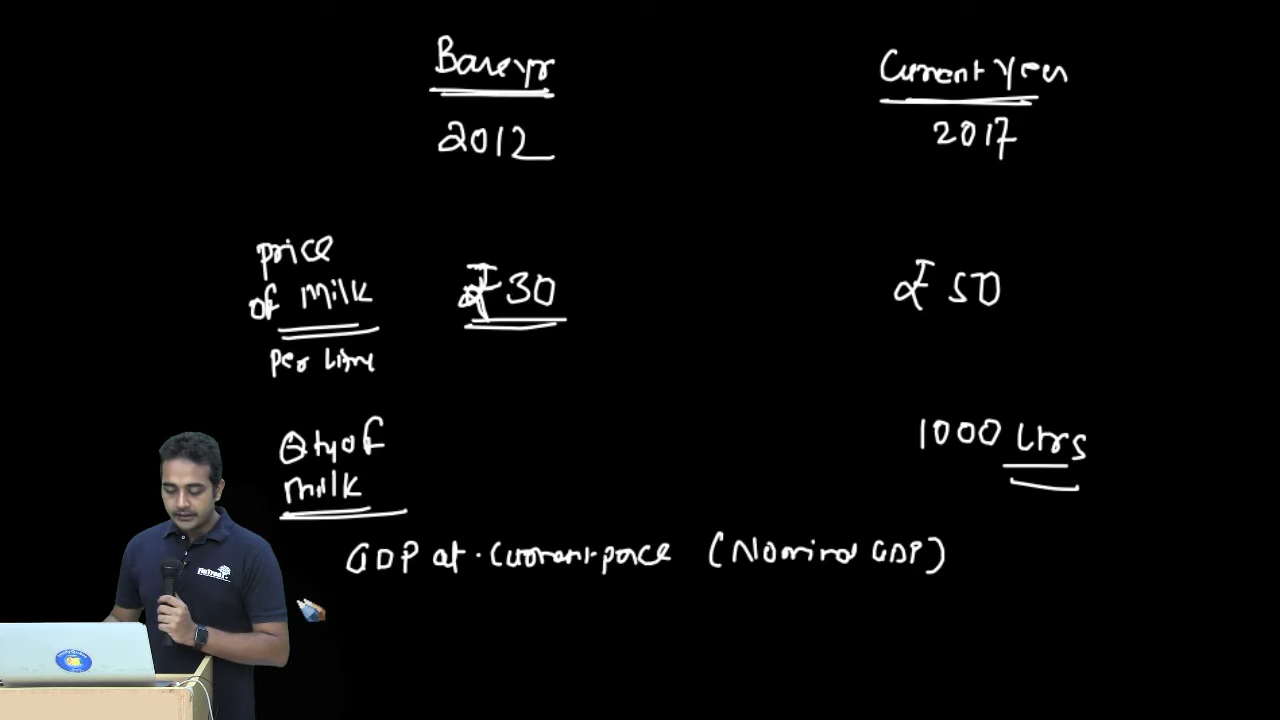 Base yr
Current year
2012
2017
price
of Milk
₹ 30
₹ 50
per Litre
Qty of
milk
1000 Ltrs
GDP at current price (Nominal GDP)